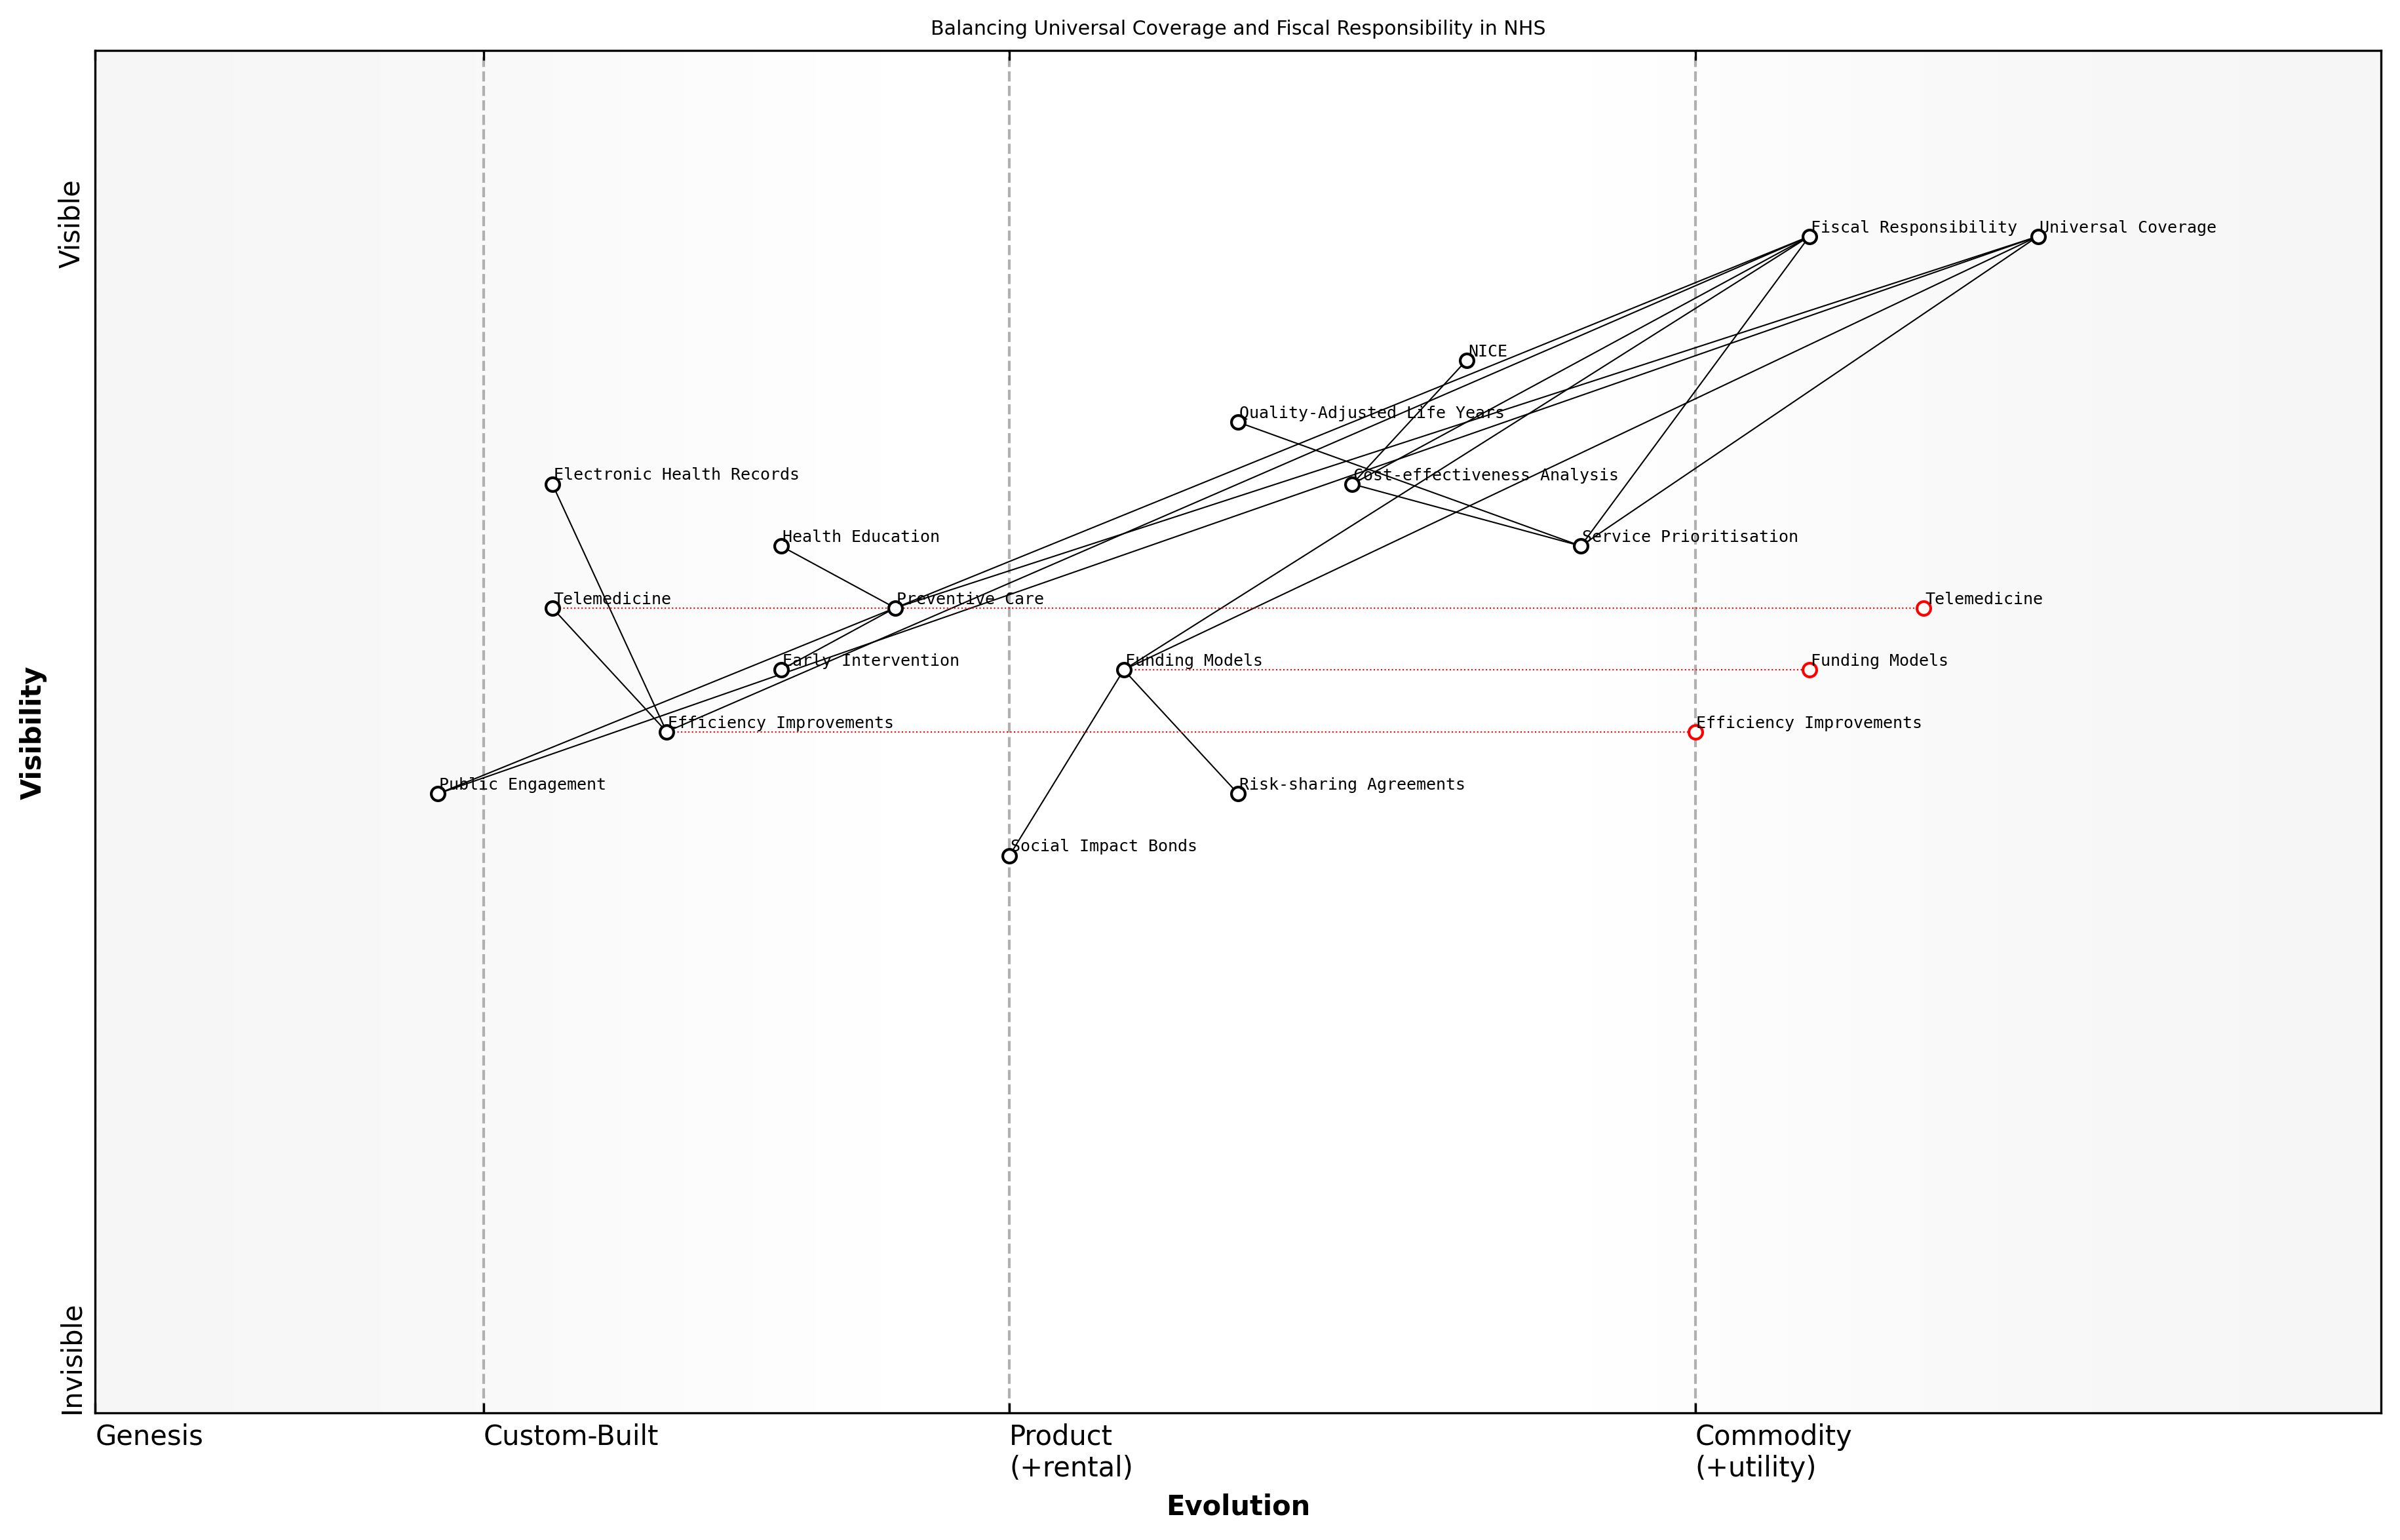 Balancing Universal Coverage and Fiscal Responsibility in NHS
Visible
Fiscal Responsibility
Universal Coverage
NICE
Quality-Adjusted Life Years
Electronic Health Records
Cost-effectiveness Analysis
Health Education
Service Prioritisation
Telemedicine
Preventive Care
Telemedicine
Early Intervention
Funding Models
Funding Models
Efficiency Improvements
Efficiency Improvements
Visibility
Public Engagement
Risk-sharing Agreements
Social Impact Bonds
Invisible
Genesis
Custom-Built
Product
(+rental)
Commodity
(+utility)
Evolution